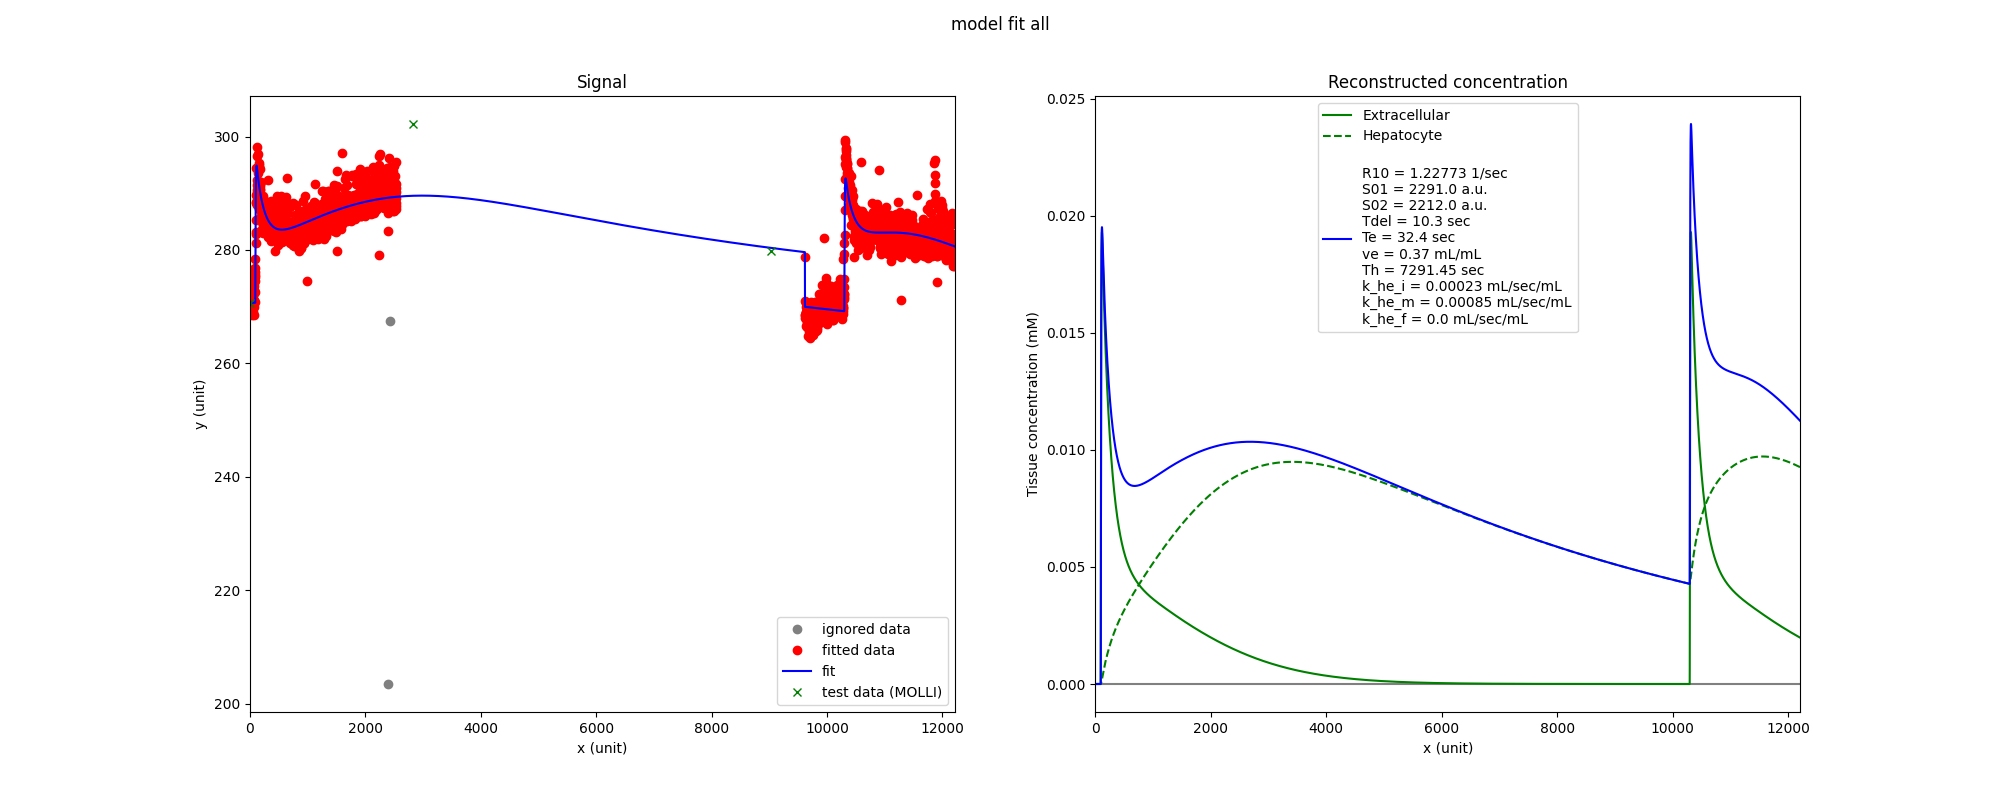 model fit all
Signal
y (unit)
300
280
260
240
220
200
0 2000 4000 6000 8000 10000 12000
x (unit)
ignored data
fitted data
fit
test data (MOLLI)
Reconstructed concentration
Tissue concentration (mM)
0.025
0.020
0.015
0.010
0.005
0.000
0 2000 4000 6000 8000 10000 12000
x (unit)
Extracellular
Hepatocyte
R10 = 1.22773 1/sec
S01 = 2291.0 a.u.
S02 = 2212.0 a.u.
Tdel = 10.3 sec
Te = 32.4 sec
ve = 0.37 mL/mL
Th = 7291.45 sec
k_he_i = 0.00023 mL/sec/mL
k_he_m = 0.00085 mL/sec/mL
k_he_f = 0.0 mL/sec/mL